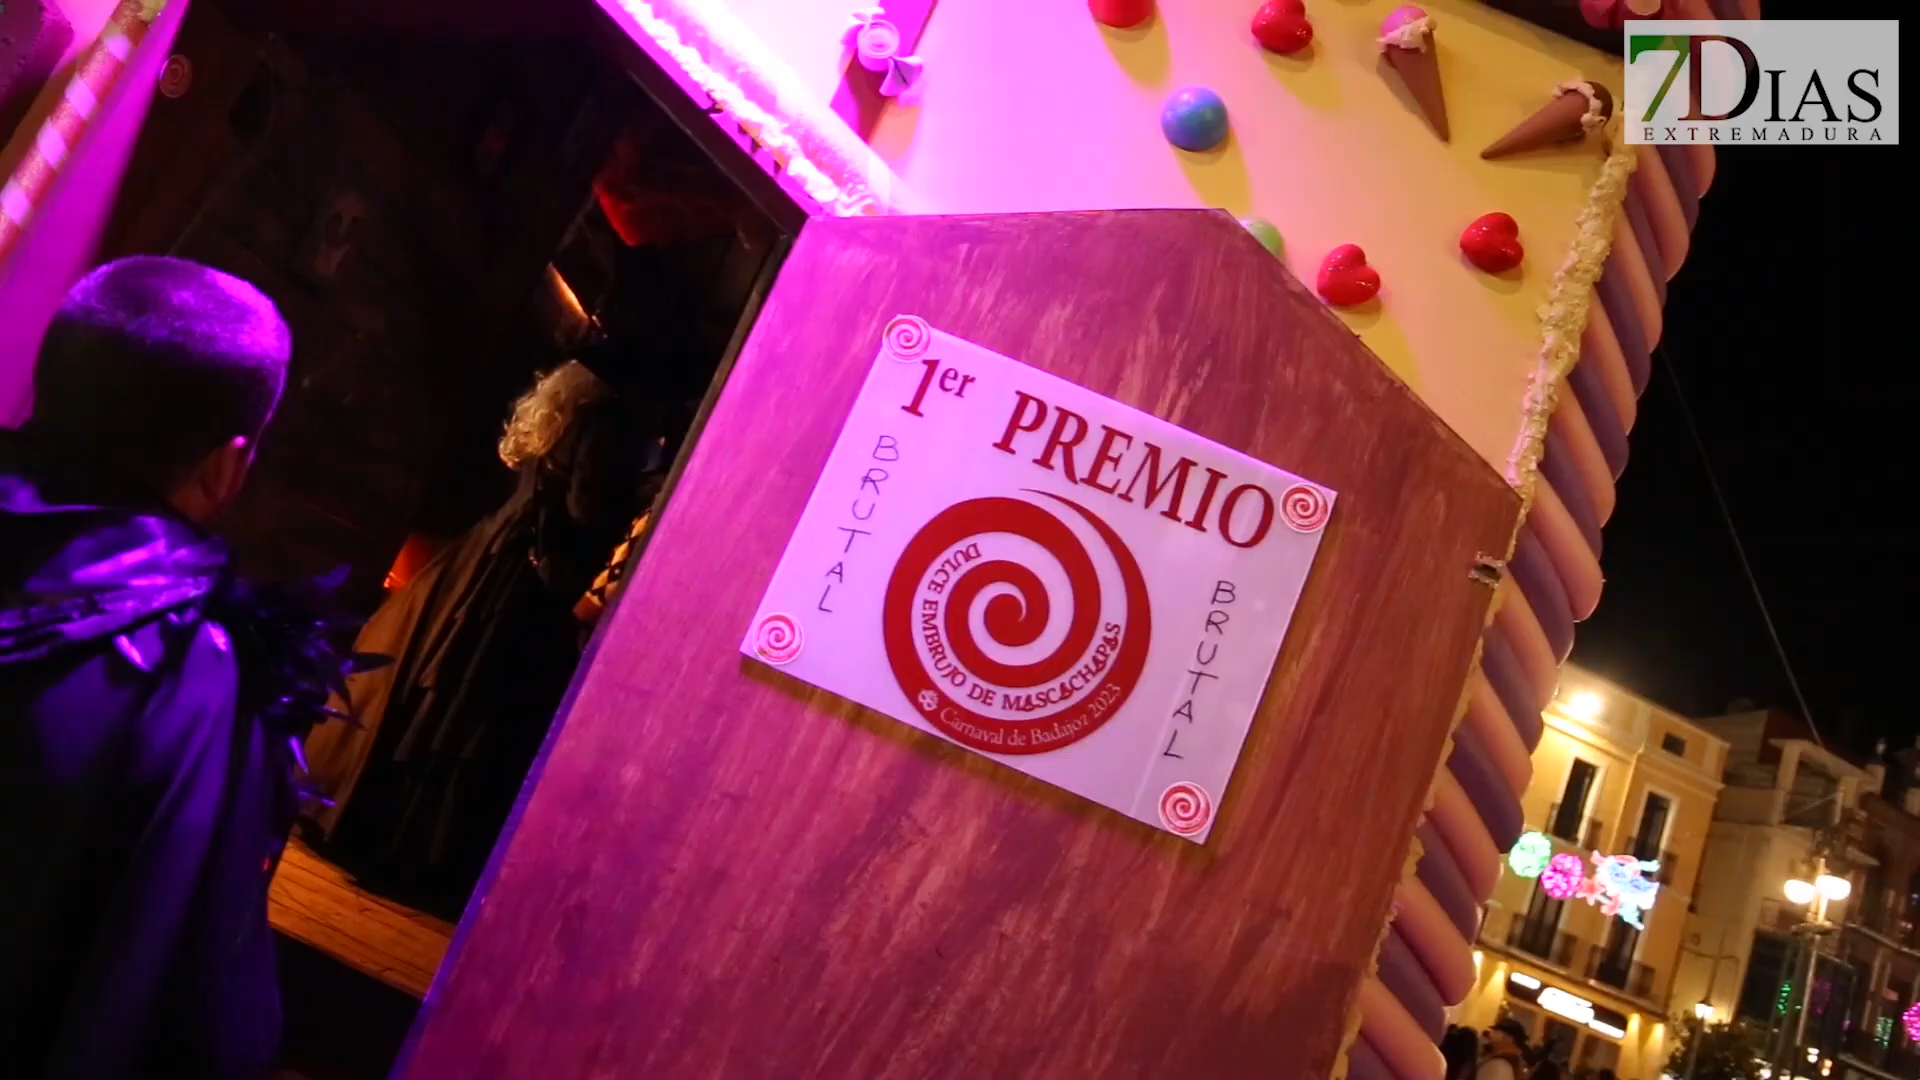 7DIAS
EXTREMADURA
1er PREMIO
BRUTAL
DULCE EMBRUJO DE MASCACHAPAS
Carnaval de Badajoz 2023
BRUTAL